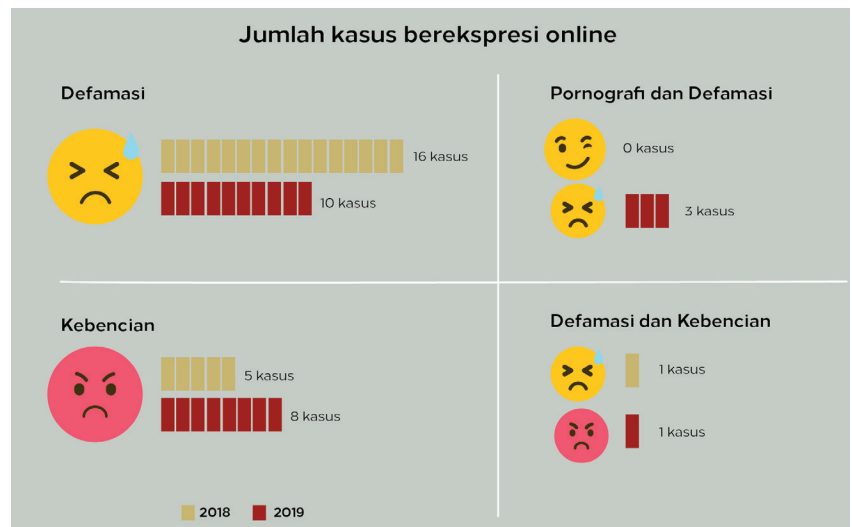 Jumlah kasus berekspresi online
Defamasi
16 kasus
10 kasus
Pornografi dan Defamasi
0 kasus
3 kasus
Kebencian
5 kasus
8 kasus
Defamasi dan Kebencian
1 kasus
1 kasus
2018 2019